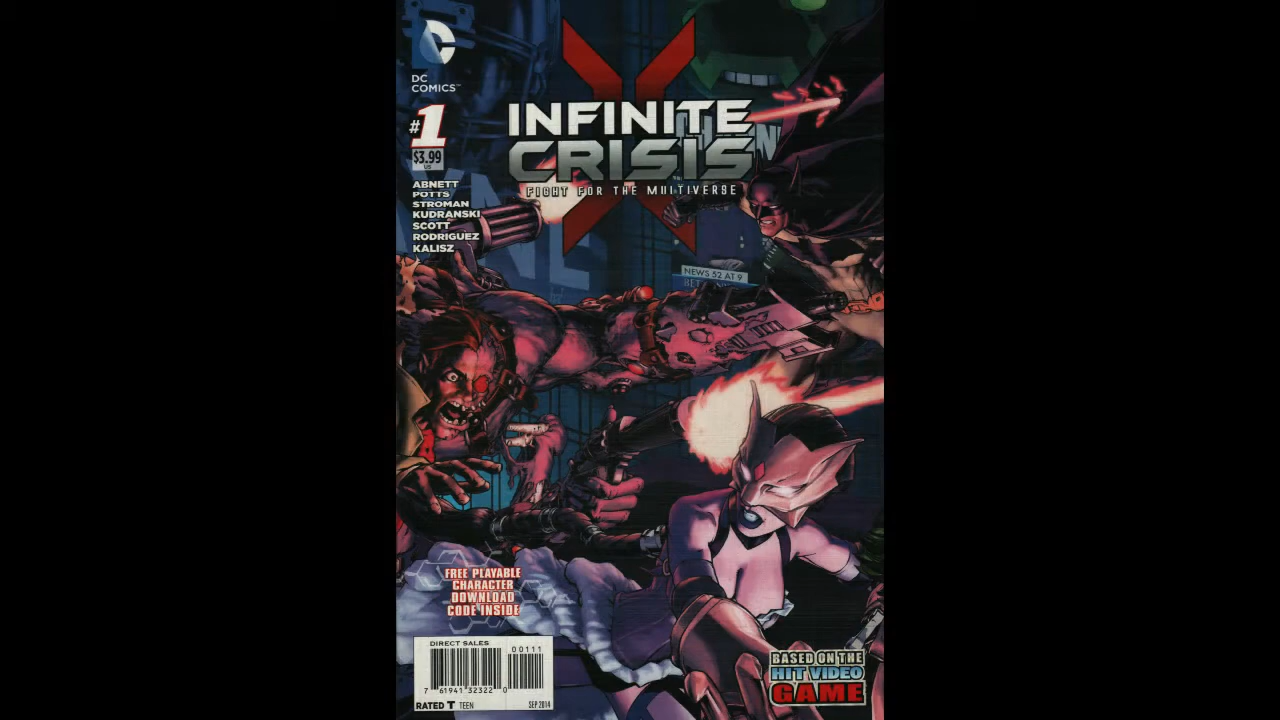 DC
COMICS™
#1
$3.99
US
ABNETT
POTTS
STROMAN
KUDRANSKI
SCOTT
RODRIGUEZ
KALISZ
INFINITE
CRISIS
FIGHT FOR THE MULTIVERSE
NEWS 52 AT 9
FREE PLAYABLE
CHARACTER
DOWNLOAD
CODE INSIDE
DIRECT SALES
00111
7 61941 32322 0
RATED T TEEN
SEP 2014
BASED ON THE
HIT VIDEO
GAME